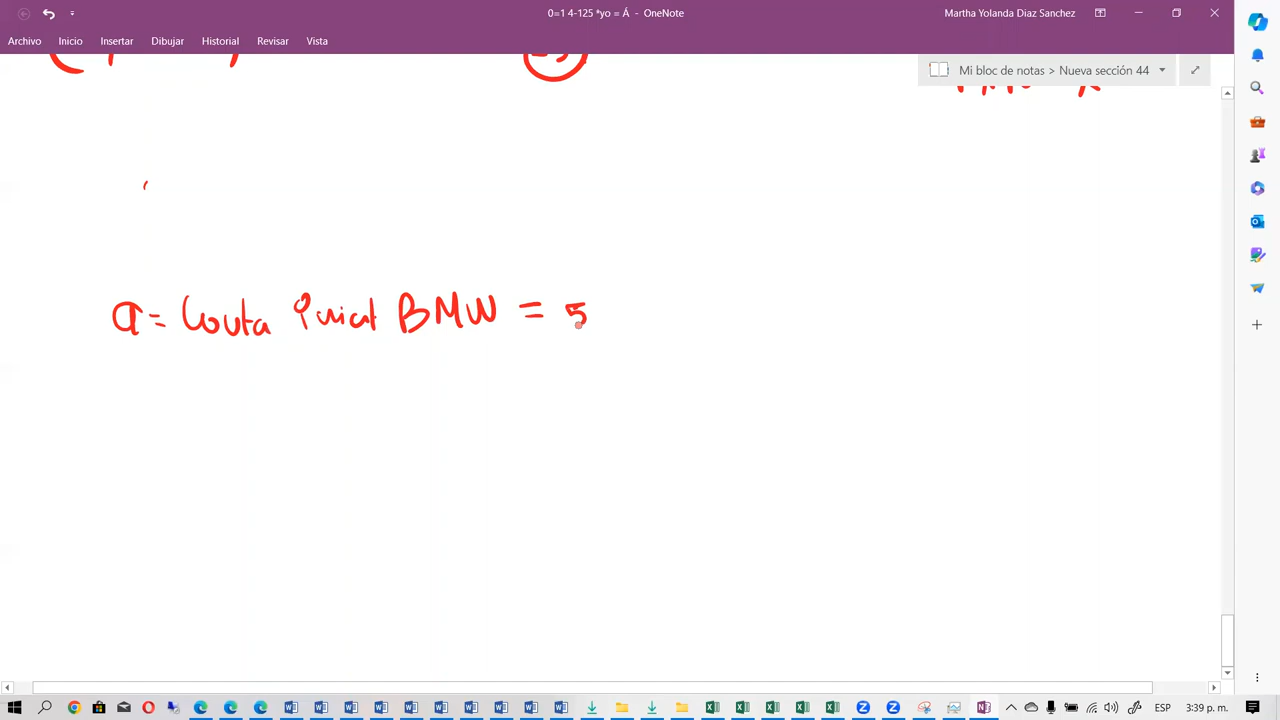 0=1 4-125 *yo = Á - OneNote
Martha Yolanda Diaz Sanchez
Archivo Inicio Insertar Dibujar Historial Revisar Vista
Mi bloc de notas > Nueva sección 44
a = Couta Inicial BMW = 5
ESP 3:39 p. m.